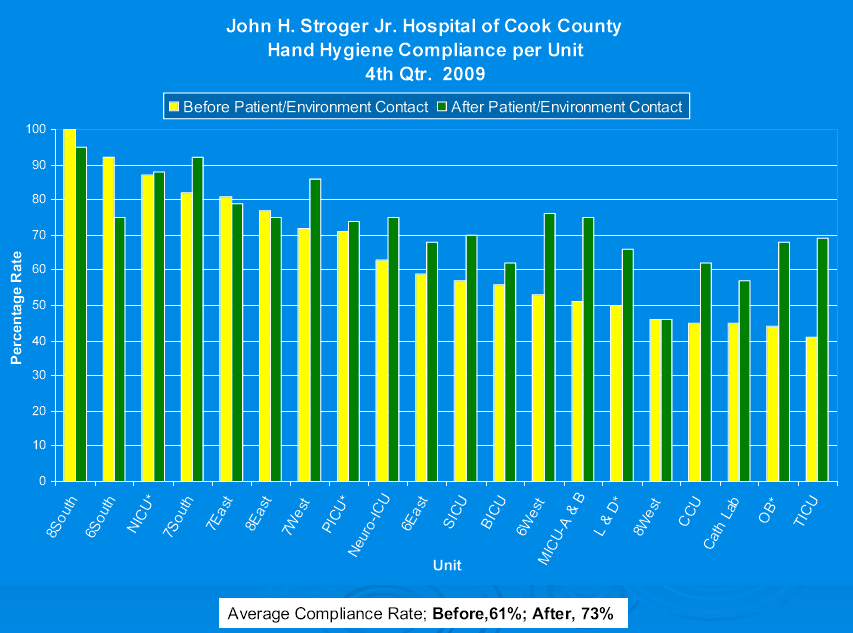 John H. Stroger Jr. Hospital of Cook County
Hand Hygiene Compliance per Unit
4th Qtr.  2009
Before Patient/Environment Contact After Patient/Environment Contact
100
90
80
70
60
50
40
30
20
10
0
Percentage Rate
8South
6South
NICU*
7South
7East
8East
7West
PICU*
Neuro-ICU
6East
SICU
BICU
6West
MICU-A & B
L & D*
8West
CCU
Cath Lab
OB*
TICU
Unit
Average Compliance Rate; Before,61%; After, 73%